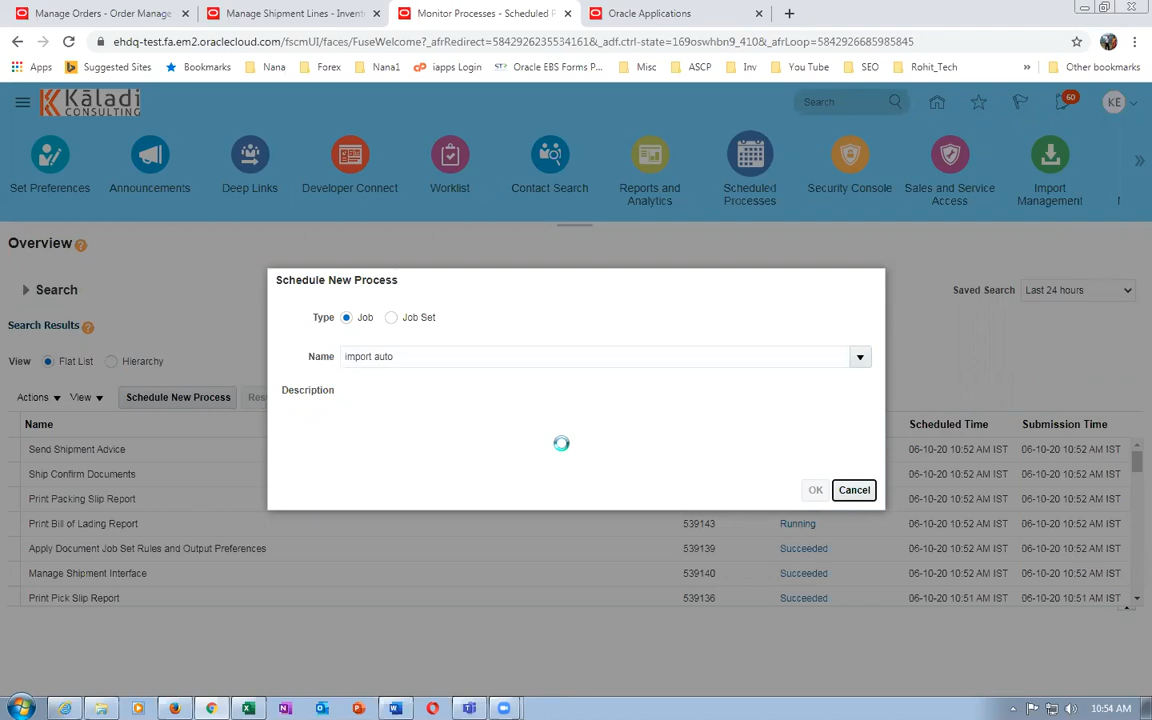 Manage Orders - Order Manage
Manage Shipment Lines - Invent
Monitor Processes - Scheduled P
Oracle Applications
ehdq-test.fa.em2.oraclecloud.com/fscmUI/faces/FuseWelcome?_afrRedirect=5842926235534161&_adf.ctrl-state=169oswhbn9_410&_afrLoop=5842926685985845
Apps
Suggested Sites
Bookmarks
Nana
Forex
Nana1
iapps Login
Oracle EBS Forms P...
Misc
ASCP
Inv
You Tube
SEO
Rohit_Tech
»
Other bookmarks
Kāladi
CONSULTING
Search
60
KE
Set Preferences
Announcements
Deep Links
Developer Connect
Worklist
Contact Search
Reports and Analytics
Scheduled Processes
Security Console
Sales and Service Access
Import Management
Overview
Search
Saved Search Last 24 hours
Search Results
View Flat List Hierarchy
Actions View Schedule New Process
Name Scheduled Time Submission Time
Send Shipment Advice 06-10-20 10:52 AM IST 06-10-20 10:52 AM IST
Ship Confirm Documents 06-10-20 10:52 AM IST 06-10-20 10:52 AM IST
Print Packing Slip Report 06-10-20 10:52 AM IST 06-10-20 10:52 AM IST
Print Bill of Lading Report 539143 Running 06-10-20 10:52 AM IST 06-10-20 10:52 AM IST
Apply Document Job Set Rules and Output Preferences 539139 Succeeded 06-10-20 10:52 AM IST 06-10-20 10:52 AM IST
Manage Shipment Interface 539140 Succeeded 06-10-20 10:52 AM IST 06-10-20 10:52 AM IST
Print Pick Slip Report 539136 Succeeded 06-10-20 10:51 AM IST 06-10-20 10:51 AM IST
Schedule New Process
Type Job Job Set
Name import auto
Description
OK Cancel
10:54 AM